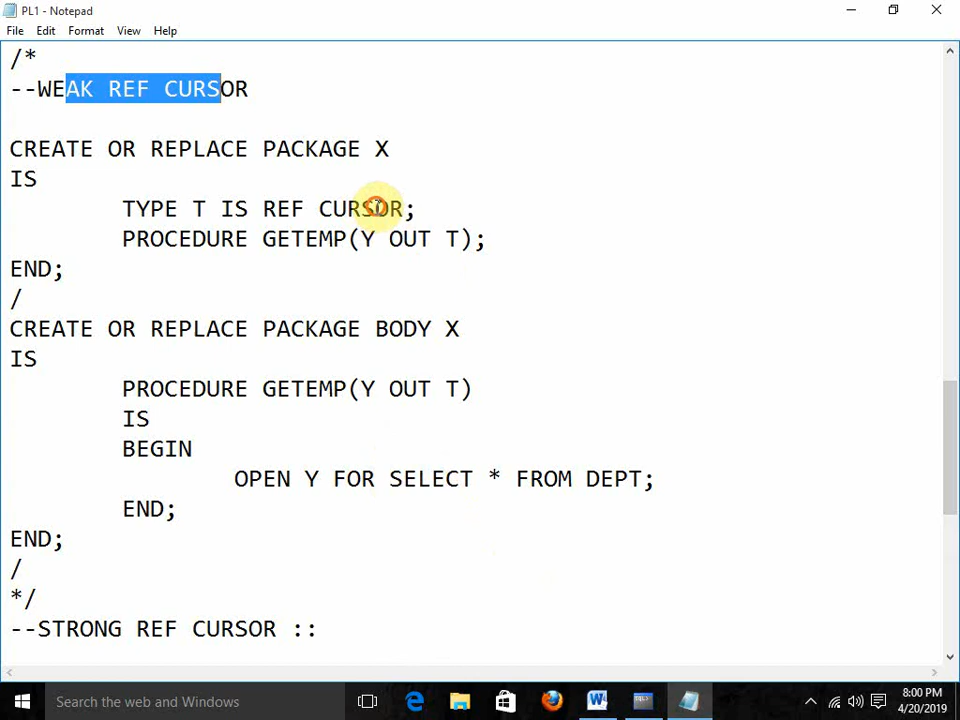 PL1 - Notepad
File Edit Format View Help
/*
--WEAK REF CURSOR
CREATE OR REPLACE PACKAGE X
IS
TYPE T IS REF CURSOR;
PROCEDURE GETEMP(Y OUT T);
END;
/
CREATE OR REPLACE PACKAGE BODY X
IS
PROCEDURE GETEMP(Y OUT T)
IS
BEGIN
OPEN Y FOR SELECT * FROM DEPT;
END;
END;
/
*/
--STRONG REF CURSOR ::
Search the web and Windows
8:00 PM
4/20/2019